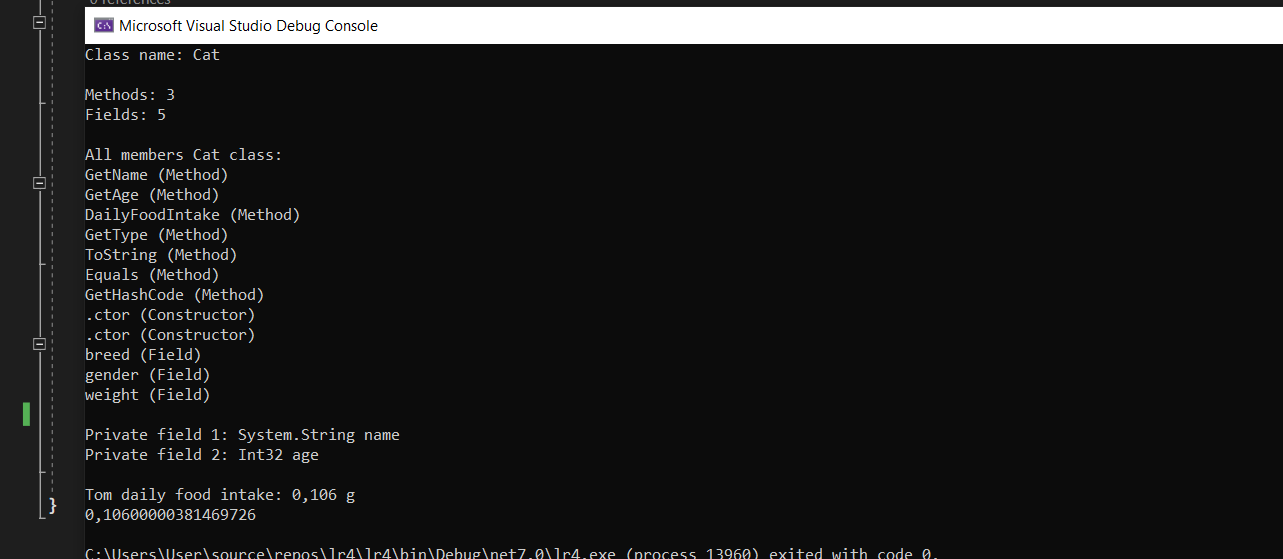 0 references
Microsoft Visual Studio Debug Console
Class name: Cat
Methods: 3
Fields: 5
All members Cat class:
GetName (Method)
GetAge (Method)
DailyFoodIntake (Method)
GetType (Method)
ToString (Method)
Equals (Method)
GetHashCode (Method)
.ctor (Constructor)
.ctor (Constructor)
breed (Field)
gender (Field)
weight (Field)
Private field 1: System.String name
Private field 2: Int32 age
Tom daily food intake: 0,106 g
}
0,10600000381469726
C:\Users\User\source\repos\lr4\lr4\bin\Debug\net7.0\lr4.exe (process 13960) exited with code 0.